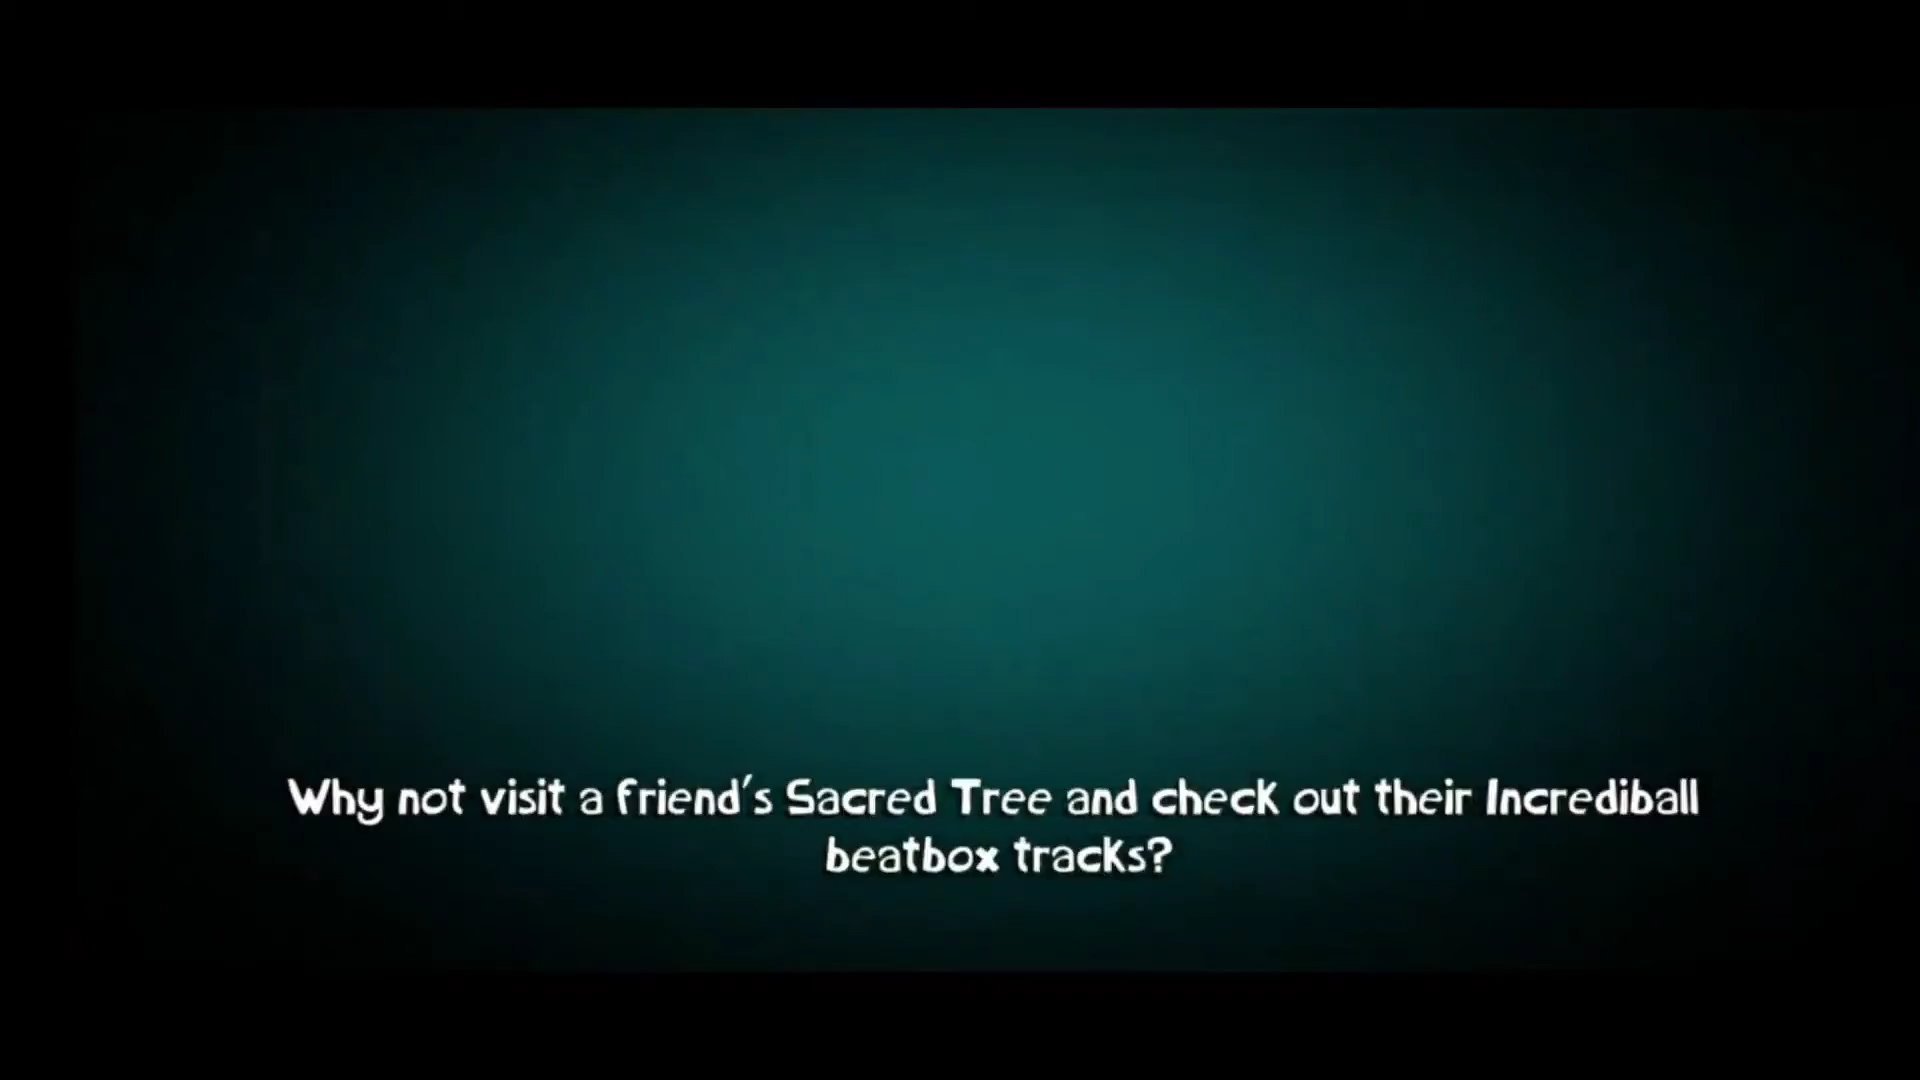 Why not visit a friend's Sacred Tree and check out their Incrediball
beatbox tracks?